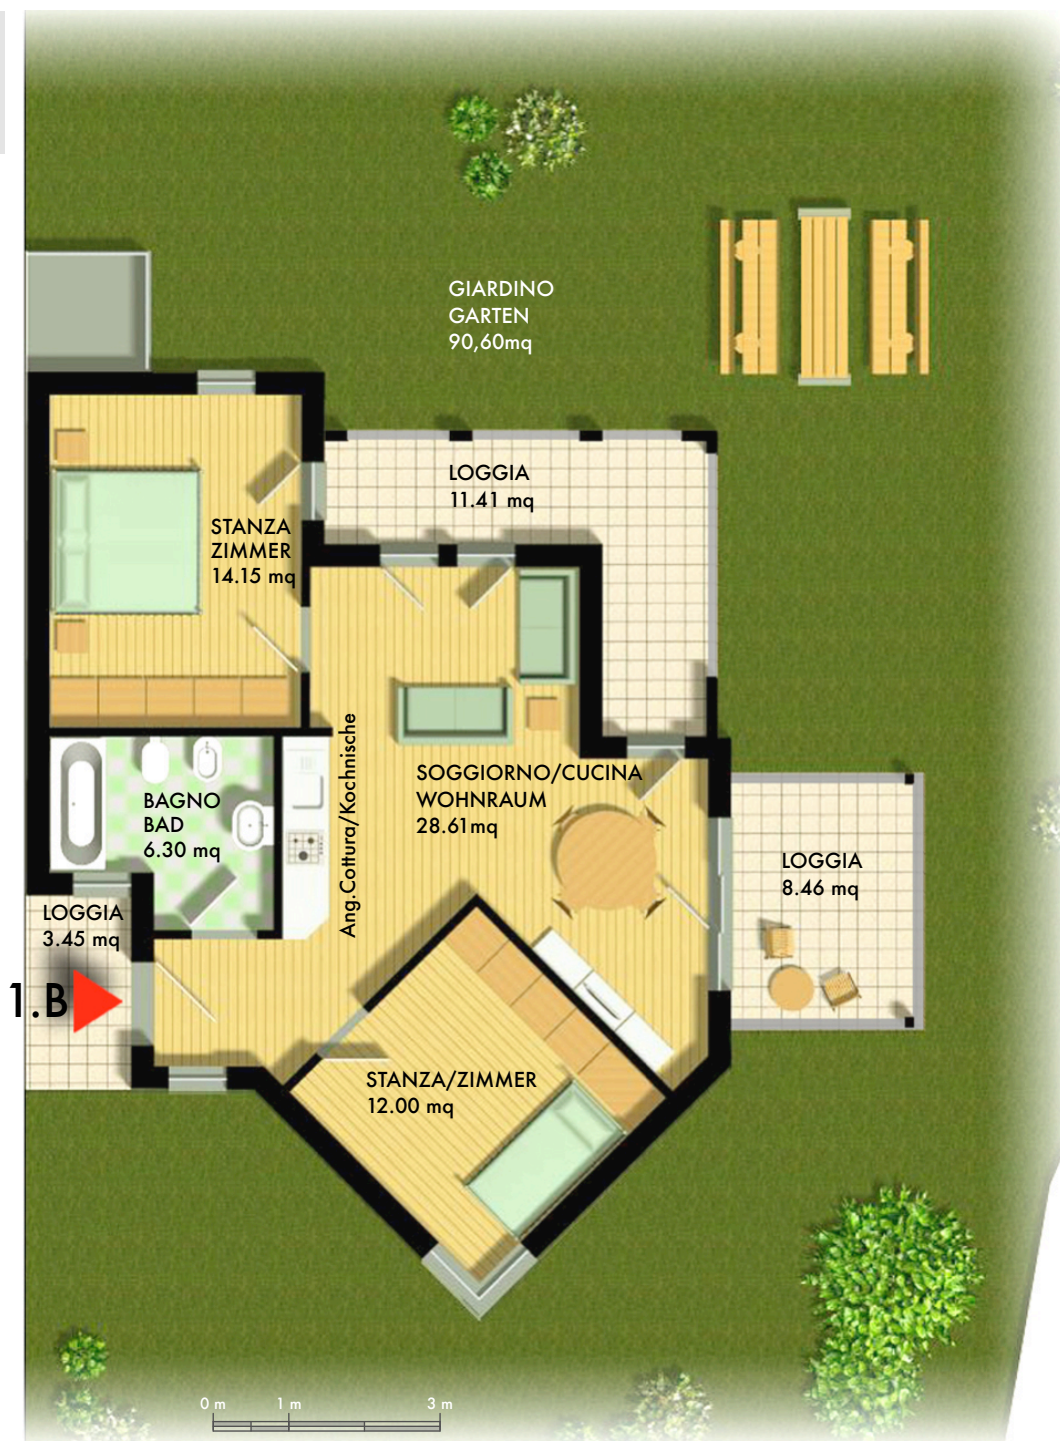 GIARDINO
GARTEN
90,60mq
LOGGIA
11.41 mq
STANZA
ZIMMER
14.15 mq
Ang.Cottura/Kochnische
SOGGIORNO/CUCINA
WOHNRAUM
28.61mq
BAGNO
BAD
6.30 mq
LOGGIA
8.46 mq
LOGGIA
3.45 mq
1.B
STANZA/ZIMMER
12.00 mq
0 m 1 m 3 m